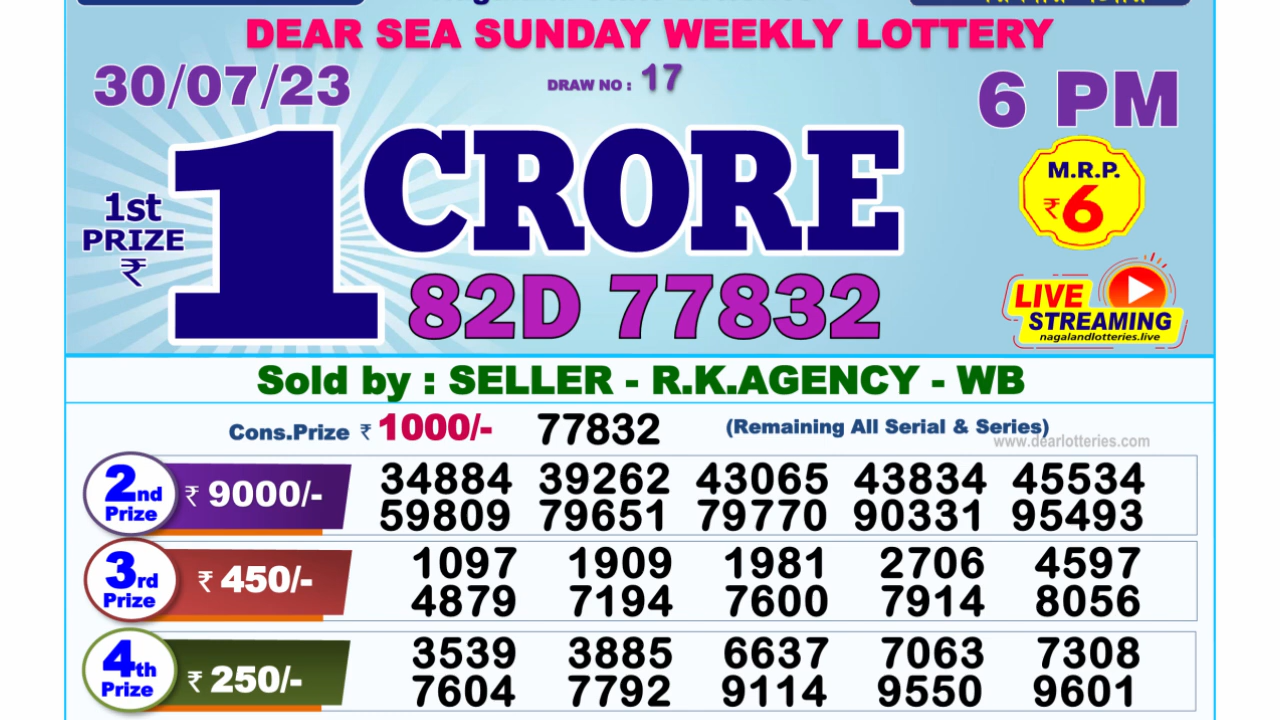 DEAR SEA SUNDAY WEEKLY LOTTERY
30/07/23
DRAW NO : 17
6 PM
1st
PRIZE
₹
1 CRORE
82D 77832
M.R.P.
₹6
LIVE
STREAMING
nagalandlotteries.live
Sold by : SELLER - R.K.AGENCY - WB
Cons.Prize ₹ 1000/- 77832 (Remaining All Serial & Series)
www.dearlotteries.com
2nd Prize ₹ 9000/-
34884 39262 43065 43834 45534
59809 79651 79770 90331 95493
3rd Prize ₹ 450/-
1097 1909 1981 2706 4597
4879 7194 7600 7914 8056
4th Prize ₹ 250/-
3539 3885 6637 7063 7308
7604 7792 9114 9550 9601